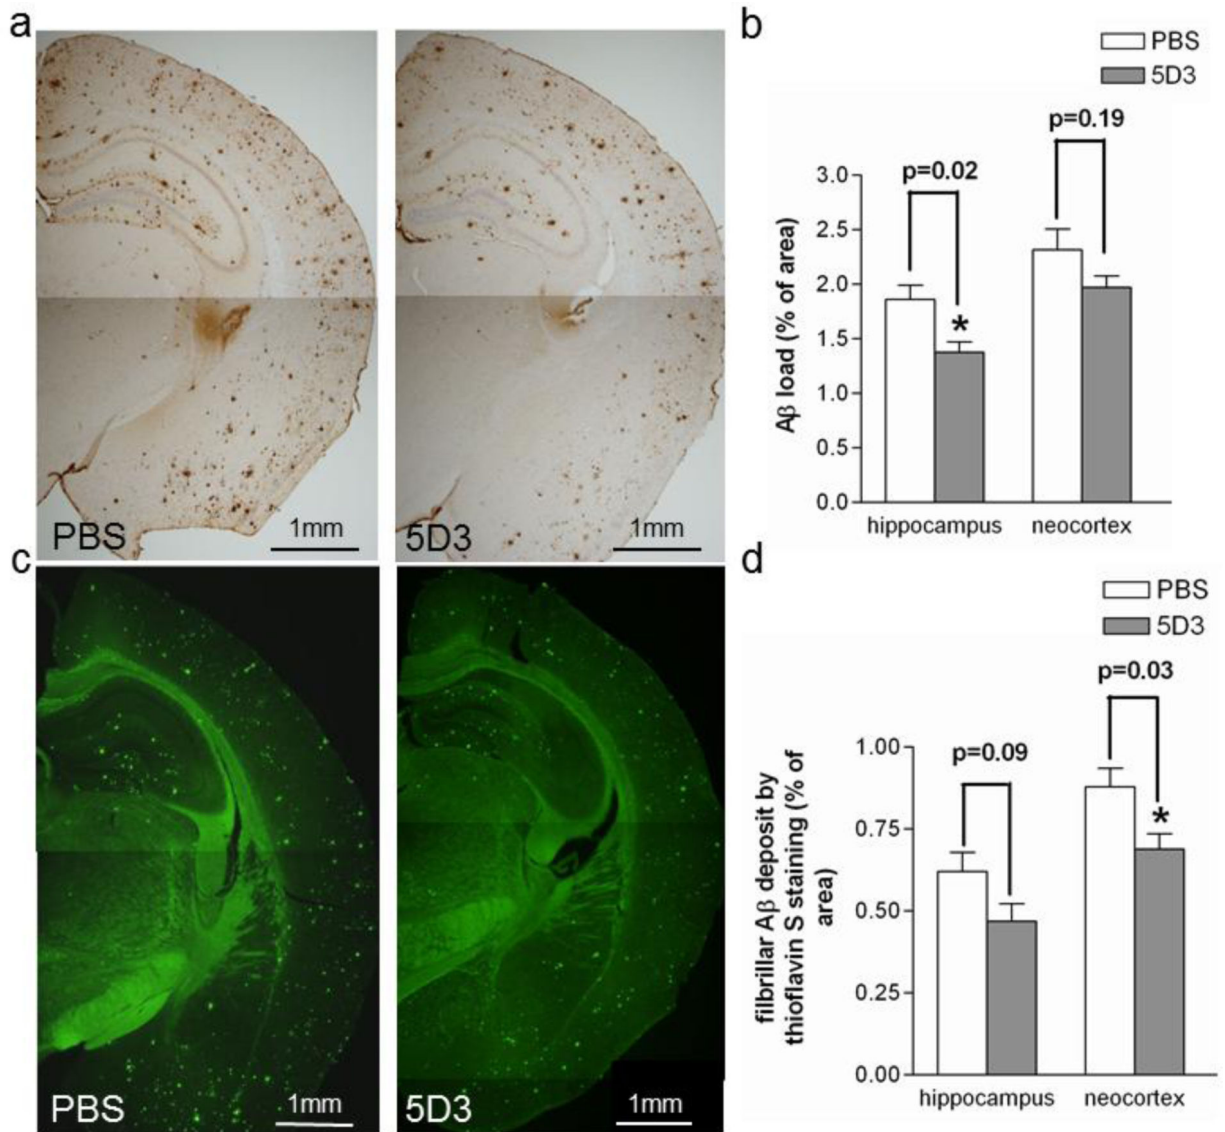 a
PBS
1mm
5D3
1mm
b
PBS
5D3
p=0.02
p=0.19
Aβ load (% of area)
3.0
2.5
2.0
1.5
1.0
0.5
0.0
*
hippocampus
neocortex
c
PBS
1mm
5D3
1mm
d
PBS
5D3
p=0.09
p=0.03
filbrillar Aβ deposit by
thioflavin S staining (% of
area)
1.00
0.75
0.50
0.25
0.00
*
hippocampus
neocortex